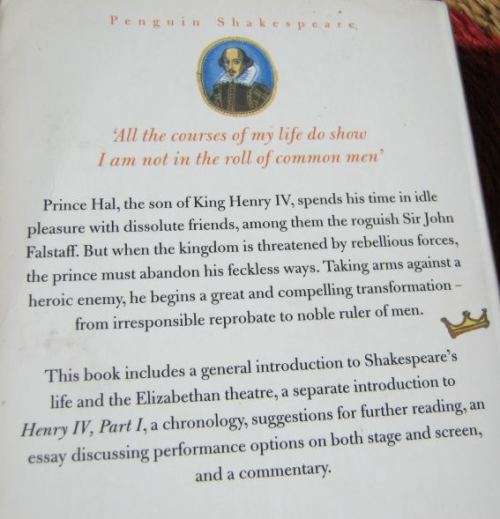 Penguin Shakespeare
'All the courses of my life do show
I am not in the roll of common men'
Prince Hal, the son of King Henry IV, spends his time in idle
pleasure with dissolute friends, among them the roguish Sir John
Falstaff. But when the kingdom is threatened by rebellious forces,
the prince must abandon his feckless ways. Taking arms against a
heroic enemy, he begins a great and compelling transformation –
from irresponsible reprobate to noble ruler of men.
This book includes a general introduction to Shakespeare's
life and the Elizabethan theatre, a separate introduction to
Henry IV, Part I, a chronology, suggestions for further reading, an
essay discussing performance options on both stage and screen,
and a commentary.